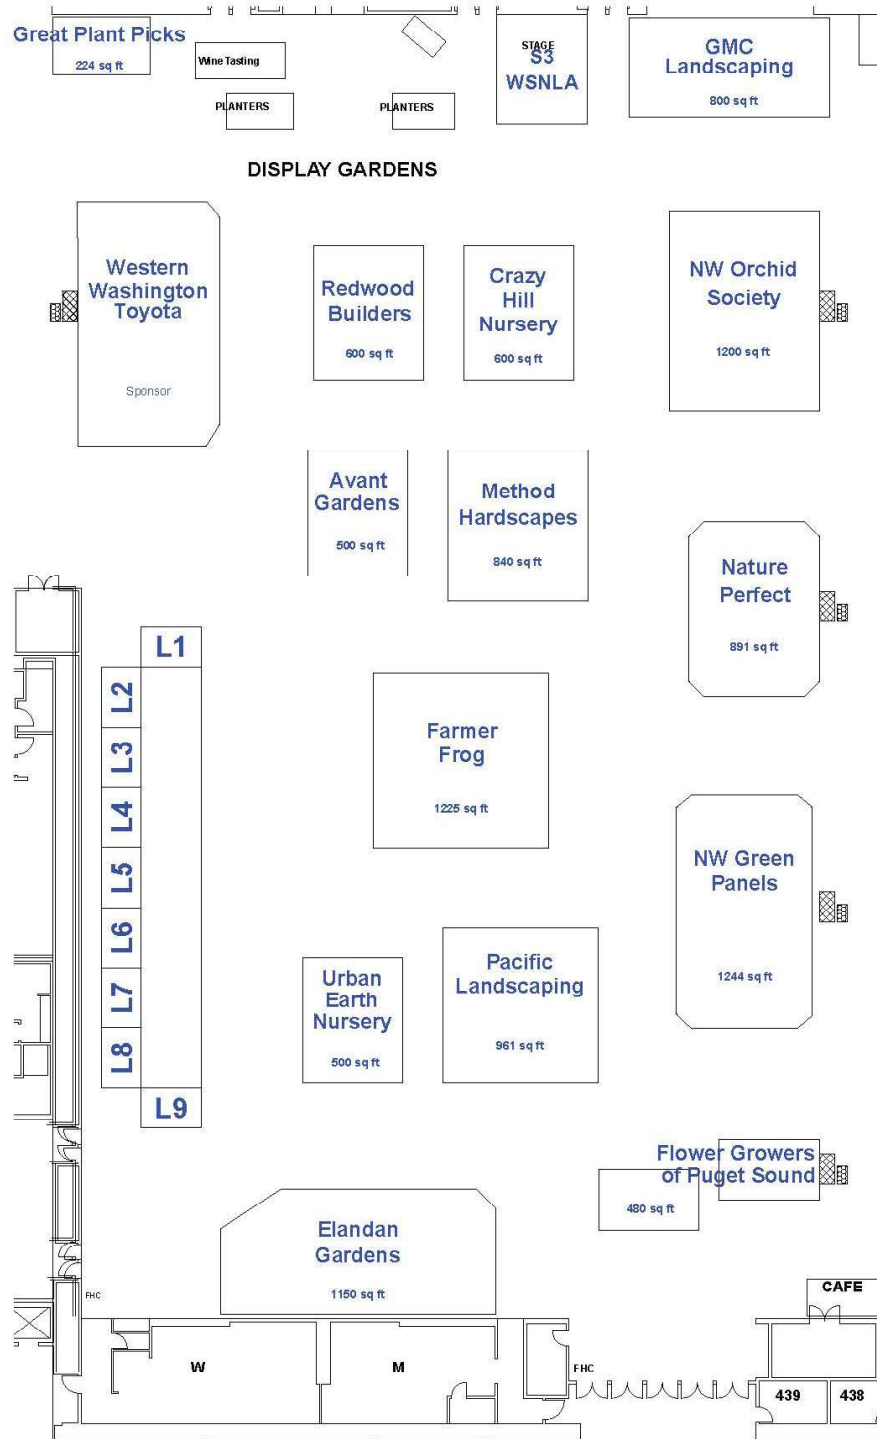 Great Plant Picks
224 sq ft
Wine Tasting
PLANTERS
PLANTERS
STAGE
S3
WSNLA
GMC
Landscaping
800 sq ft
DISPLAY GARDENS
Western
Washington
Toyota
Sponsor
Redwood
Builders
600 sq ft
Crazy
Hill
Nursery
600 sq ft
NW Orchid
Society
1200 sq ft
Avant
Gardens
500 sq ft
Method
Hardscapes
840 sq ft
Nature
Perfect
891 sq ft
L1
L2
L3
L4
L5
L6
L7
L8
L9
Farmer
Frog
1225 sq ft
NW Green
Panels
1244 sq ft
Urban
Earth
Nursery
500 sq ft
Pacific
Landscaping
961 sq ft
Flower Growers
of Puget Sound
480 sq ft
Elandan
Gardens
1150 sq ft
FHC
CAFE
W
M
FHC
439
438